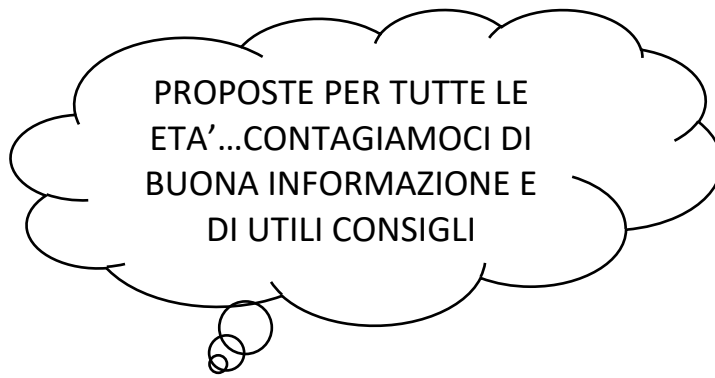 PROPOSTE PER TUTTE LE
ETA’…CONTAGIAMOCI DI
BUONA INFORMAZIONE E
DI UTILI CONSIGLI